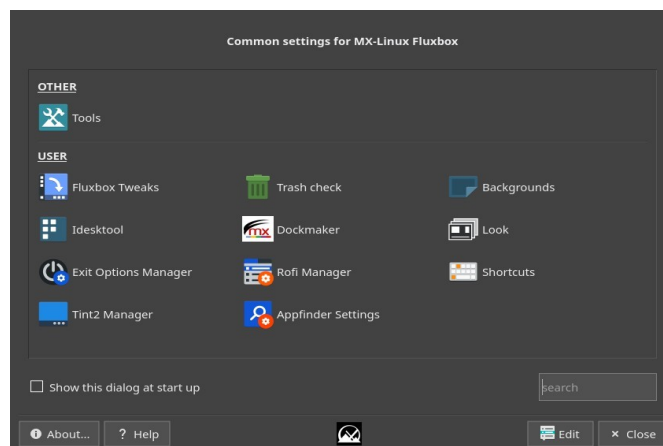 Common settings for MX-Linux Fluxbox
OTHER
Tools
USER
Fluxbox Tweaks
Trash check
Backgrounds
Idesktool
mx
Dockmaker
Look
Exit Options Manager
Rofi Manager
Shortcuts
Tint2 Manager
Appfinder Settings
Show this dialog at start up
search
About...
? Help
Edit
× Close